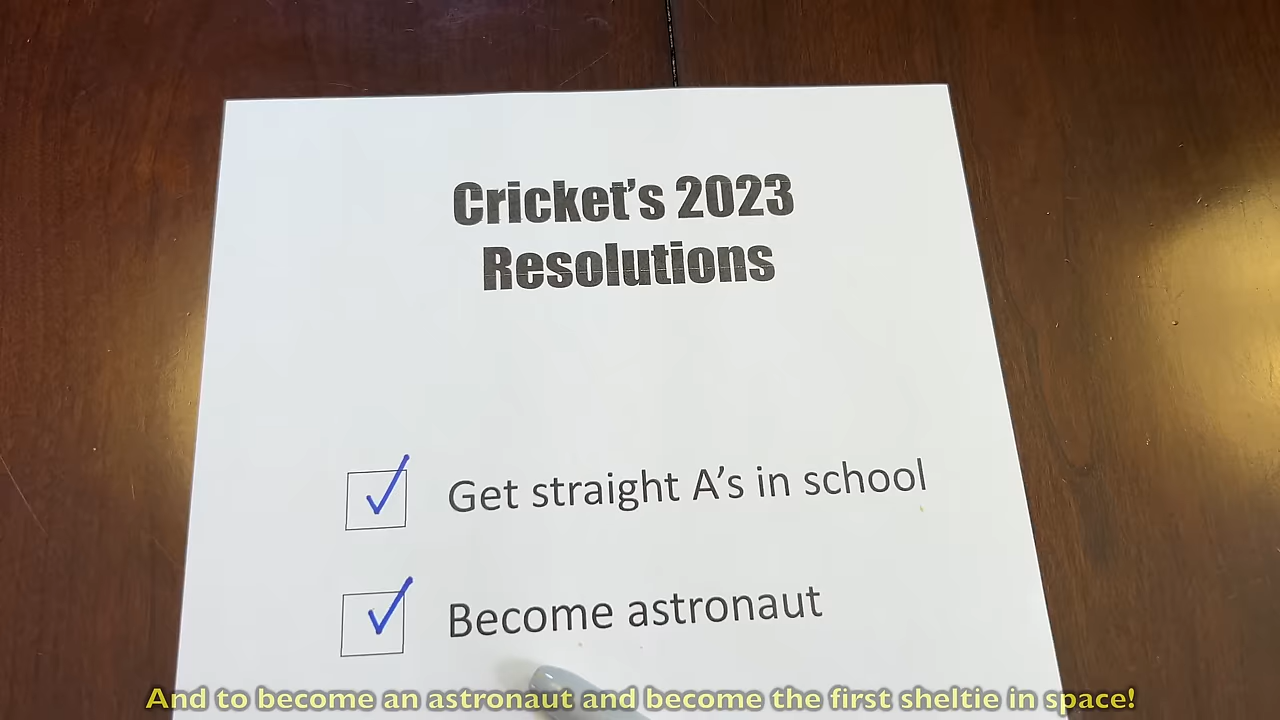 Cricket's 2023
Resolutions
Get straight A's in school
Become astronaut
And to become an astronaut and become the first sheltie in space!